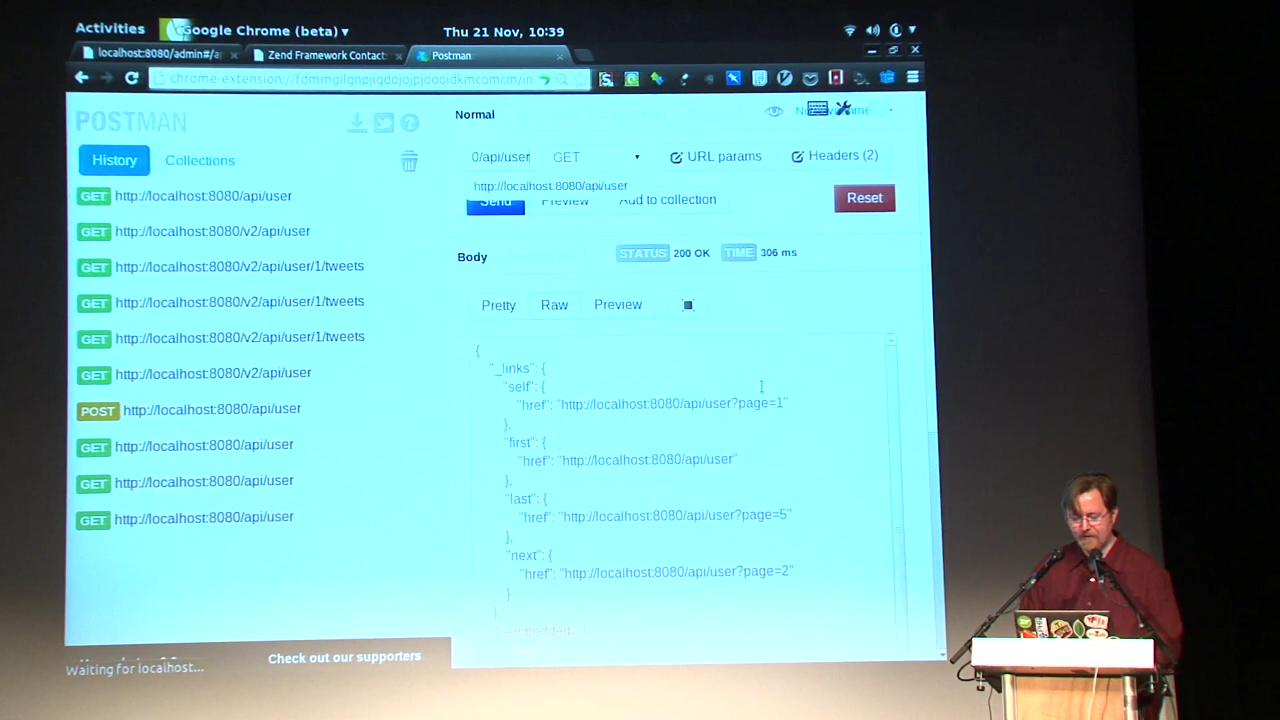 Activities Google Chrome (beta) ▾ Thu 21 Nov, 10:39
localhost:8080/admin#/a Zend Framework Contact Postman
chrome-extension://fdmmgilgnpjigdojojpjoooidkmcomcm/in
POSTMAN
History Collections
GET http://localhost:8080/api/user
GET http://localhost:8080/v2/api/user
GET http://localhost:8080/v2/api/user/1/tweets
GET http://localhost:8080/v2/api/user/1/tweets
GET http://localhost:8080/v2/api/user/1/tweets
GET http://localhost:8080/v2/api/user
POST http://localhost:8080/api/user
GET http://localhost:8080/api/user
GET http://localhost:8080/api/user
GET http://localhost:8080/api/user
Waiting for localhost...
Check out our supporters
Normal
0/api/user GET URL params Headers (2)
http://localhost:8080/api/user
Send Preview Add to collection Reset
Body STATUS 200 OK TIME 306 ms
Pretty Raw Preview
{
"_links": {
"self": {
"href": "http://localhost:8080/api/user?page=1"
},
"first": {
"href": "http://localhost:8080/api/user"
},
"last": {
"href": "http://localhost:8080/api/user?page=5"
},
"next": {
"href": "http://localhost:8080/api/user?page=2"
}
}